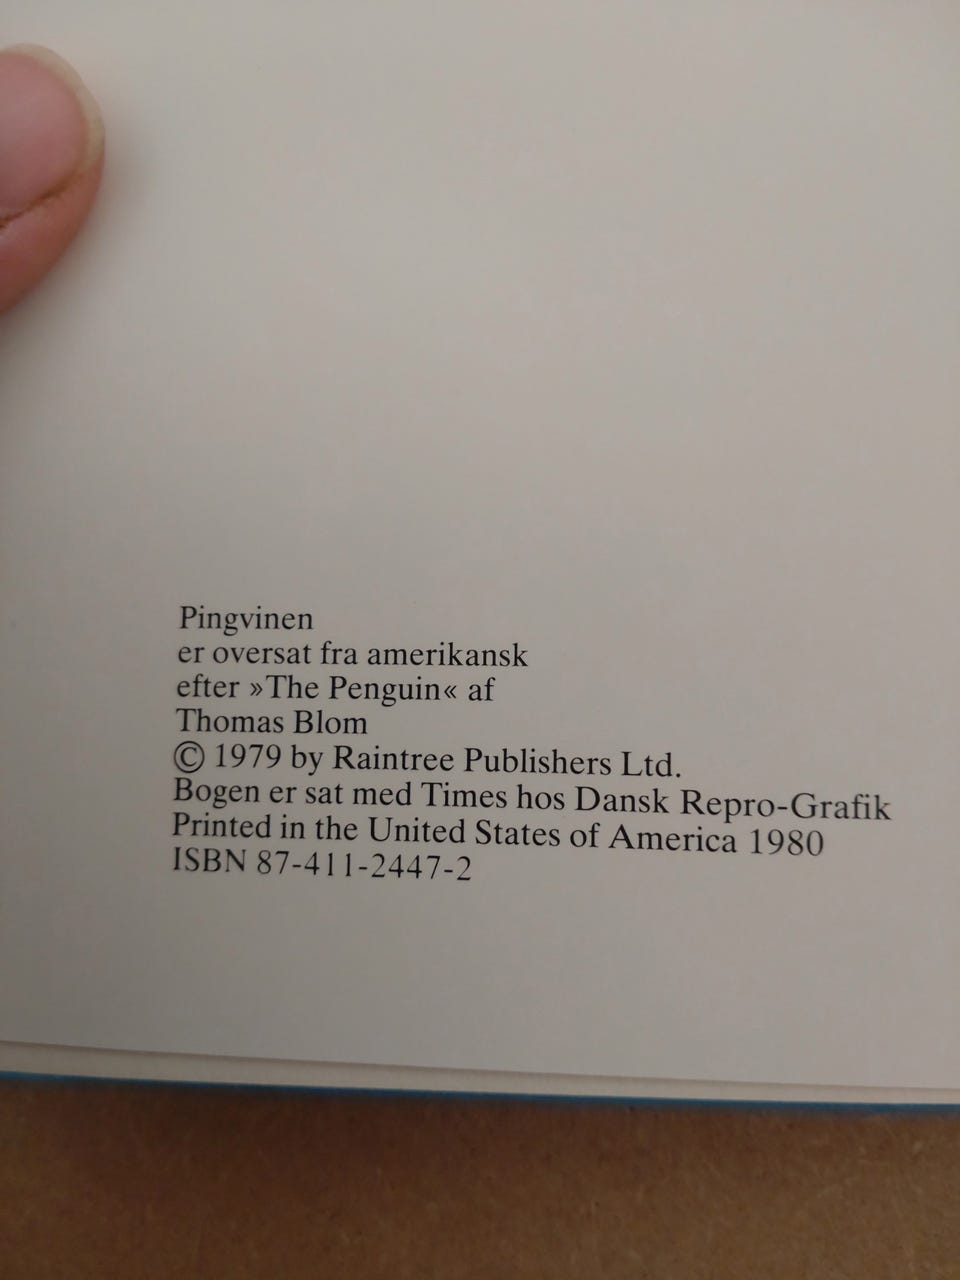 Pingvinen
er oversat fra amerikansk
efter »The Penguin« af
Thomas Blom
© 1979 by Raintree Publishers Ltd.
Bogen er sat med Times hos Dansk Repro-Grafik
Printed in the United States of America 1980
ISBN 87-411-2447-2